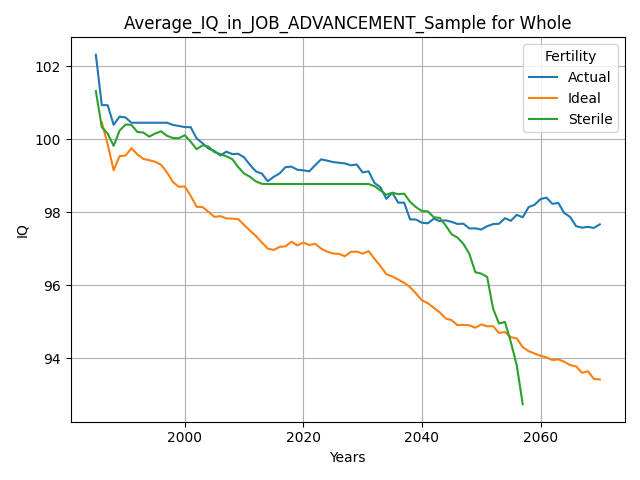 Average_IQ_in_JOB_ADVANCEMENT_Sample for Whole
Fertility
Actual
Ideal
Sterile
IQ
102
100
98
96
94
2000
2020
2040
2060
Years